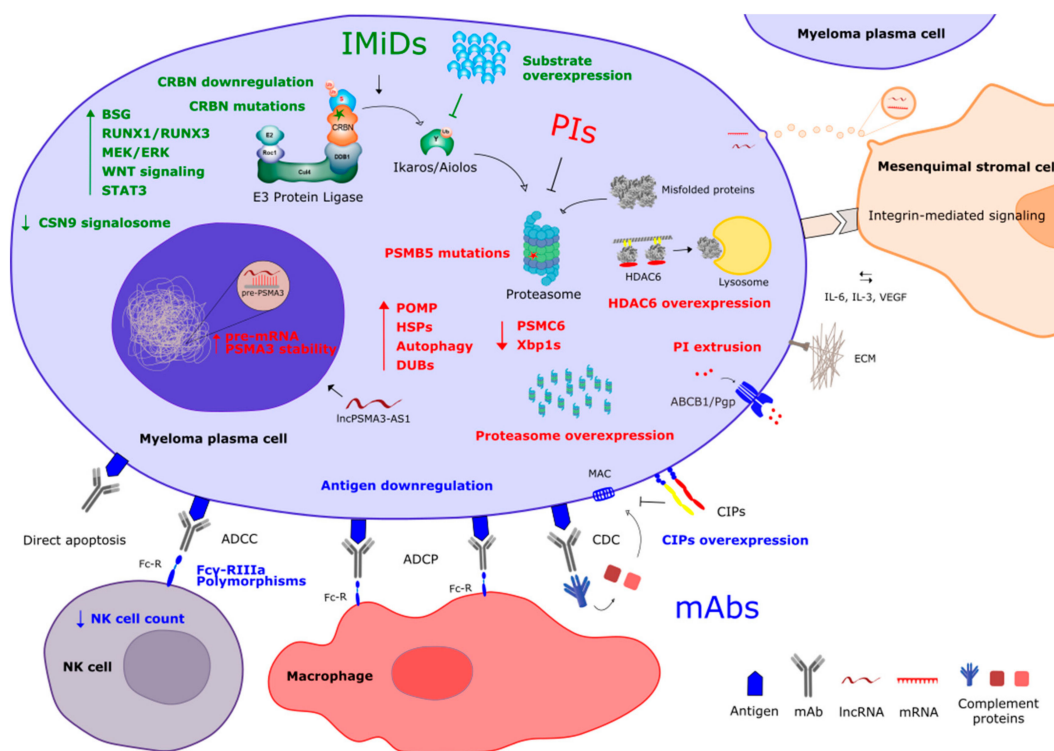 IMiDs
Myeloma plasma cell
Substrate
overexpression
CRBN downregulation
CRBN mutations
BSG
RUNX1/RUNX3
MEK/ERK
WNT signaling
STAT3
CSN9 signalosome
Ub
Ub
S
CRBN
E2
Roc1
DDB1
Cul4
E3 Protein Ligase
Ub
Y
Ikaros/Aiolos
PIs
Misfolded proteins
Mesenquimal stromal cell
Integrin-mediated signaling
PSMB5 mutations
Proteasome
HDAC6
Lysosome
HDAC6 overexpression
IL-6, IL-3, VEGF
pre-PSMA3
pre-mRNA
PSMA3 stability
POMP
HSPs
Autophagy
DUBs
PSMC6
Xbp1s
PI extrusion
ECM
ABCB1/Pgp
lncPSMA3-AS1
Proteasome overexpression
Myeloma plasma cell
Antigen downregulation
MAC
CIPs
CIPs overexpression
Direct apoptosis
ADCC
ADCP
CDC
Fc-R
Fcγ-RIIIa
Polymorphisms
Fc-R
Fc-R
mAbs
NK cell count
NK cell
Macrophage
Antigen
mAb
lncRNA
mRNA
Complement
proteins